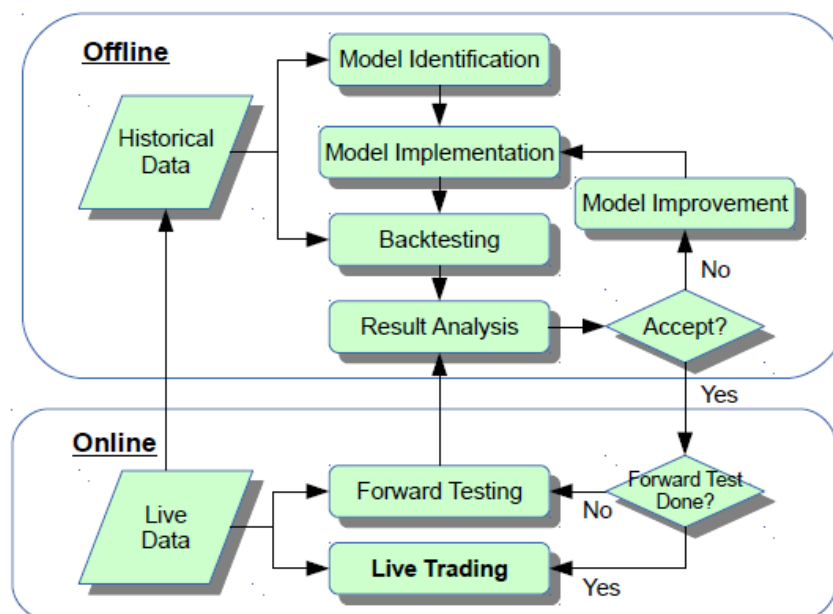 Offline
Model Identification
Historical
Data
Model Implementation
Model Improvement
Backtesting
No
Result Analysis
Accept?
Yes
Online
Live
Data
Forward Testing
No
Forward Test
Done?
Live Trading
Yes